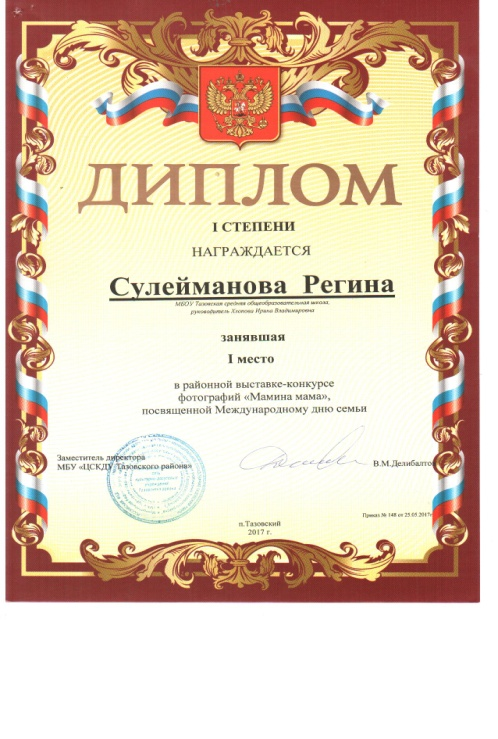 ДИПЛОМ
I СТЕПЕНИ
НАГРАЖДАЕТСЯ
Сулейманова Регина
МБОУ Тазовская средняя общеобразовательная школа,
руководитель Хлопова Ирина Владимировна
занявшая
I место
в районной выставке-конкурсе
фотографий «Мамина мама»,
посвященной Международному дню семьи
Заместитель директора
МБУ «ЦСКДУ Тазовского района»
В.М.Делибалто
Приказ № 148 от 25.05 2017г
п.Тазовский
2017 г.